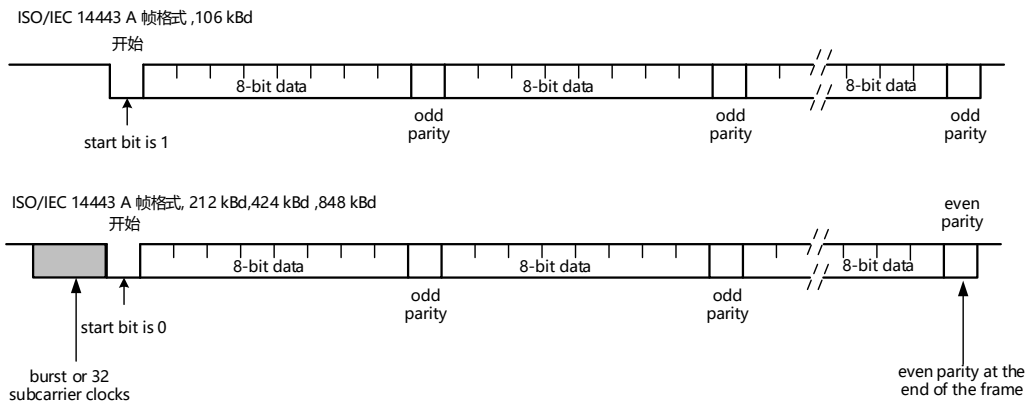 ISO/IEC 14443 A 帧格式 ,106 kBd
开始
8-bit data
8-bit data
8-bit data
start bit is 1
odd
parity
odd
parity
odd
parity
ISO/IEC 14443 A 帧格式, 212 kBd,424 kBd ,848 kBd
开始
even
parity
8-bit data
8-bit data
8-bit data
start bit is 0
odd
parity
odd
parity
burst or 32
subcarrier clocks
even parity at the
end of the frame